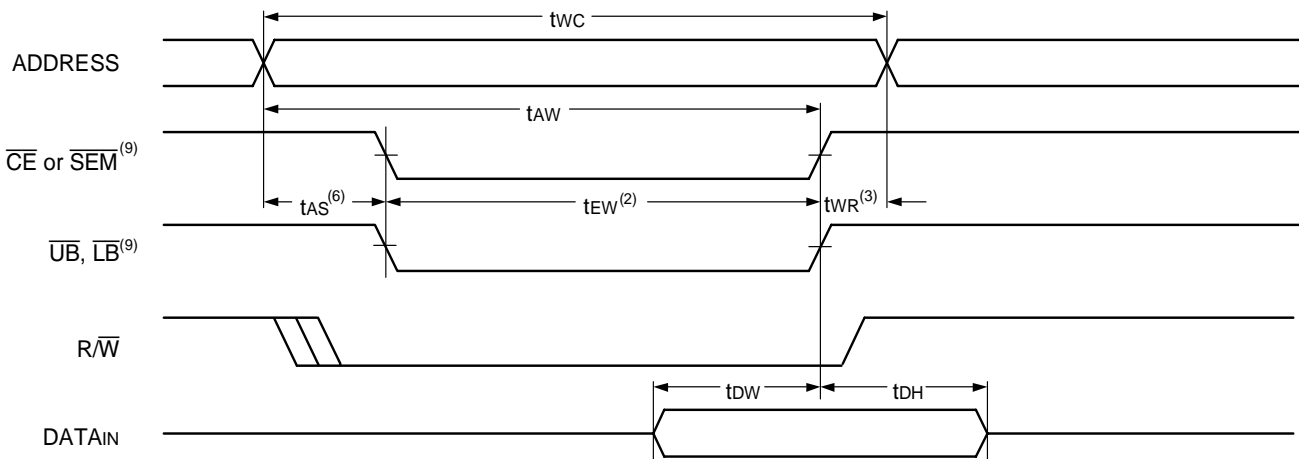 tWC
ADDRESS
tAW
CE or SEM(9)
tAS(6) tEW(2) tWR(3)
UB, LB(9)
R/W
tDW tDH
DATAIN